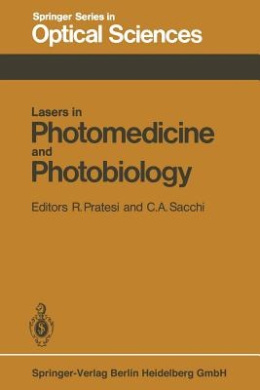 Springer Series in
Optical Sciences
Lasers in
Photomedicine
and
Photobiology
Editors R. Pratesi and C. A. Sacchi
Springer-Verlag Berlin Heidelberg GmbH